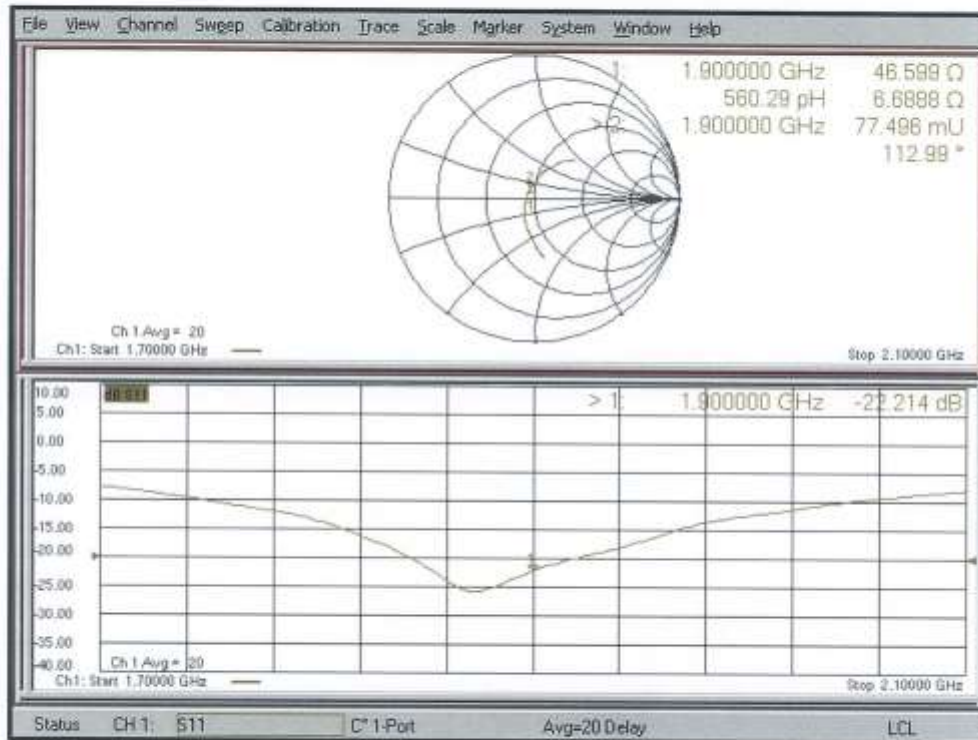 File View Channel Sweep Calibration Trace Scale Marker System Window Help
1 1.900000 GHz 46.599 Ω
560.29 pH 6.6888 Ω
> 2 1.900000 GHz 77.496 mU
112.99 °
Ch 1 Avg = 20
Ch1: Start 1.70000 GHz
Stop 2.10000 GHz
> 1: 1.900000 GHz -22.214 dB
10.00
5.00
0.00
-5.00
-10.00
-15.00
-20.00
-25.00
-30.00
-35.00
-40.00
1
Ch 1 Avg = 20
Ch1: Start 1.70000 GHz
Stop 2.10000 GHz
Status CH 1: S11 C* 1-Port Avg=20 Delay LCL